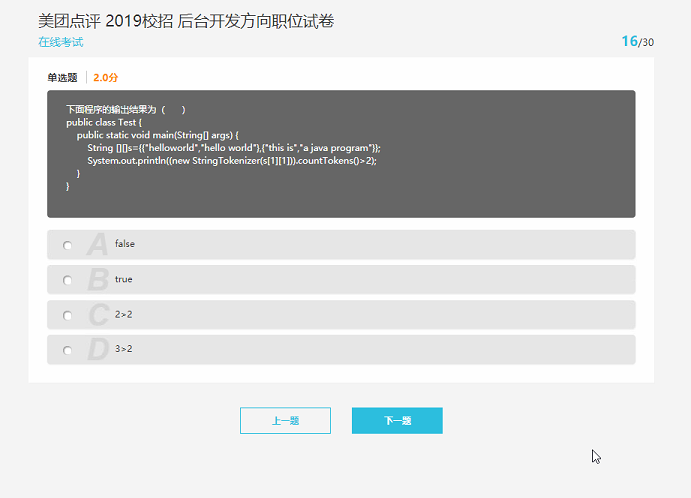 美团点评 2019校招 后台开发方向职位试卷
在线考试
16/30
单选题 2.0分
下面程序的输出结果为（ ）
public class Test {
public static void main(String[] args) {
String [][]s={{"helloworld","hello world"},{"this is","a java program"}};
System.out.println((new StringTokenizer(s[1][1])).countTokens()>2);
}
}
A false
B true
C 2>2
D 3>2
上一题 下一题